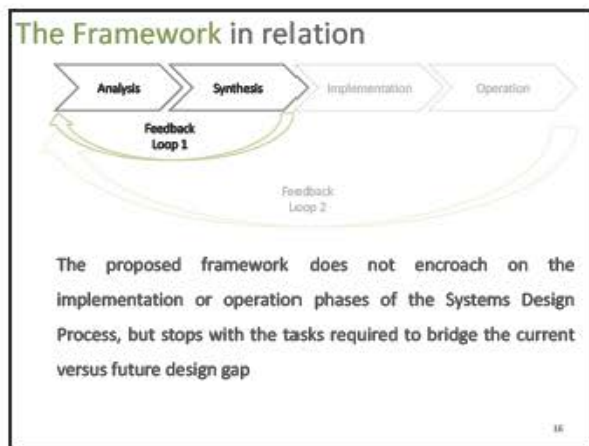 The Framework in relation
Analysis
Synthesis
Implementation
Operation
Feedback
Loop 1
Feedback
Loop 2
The proposed framework does not encroach on the
implementation or operation phases of the Systems Design
Process, but stops with the tasks required to bridge the current
versus future design gap
16